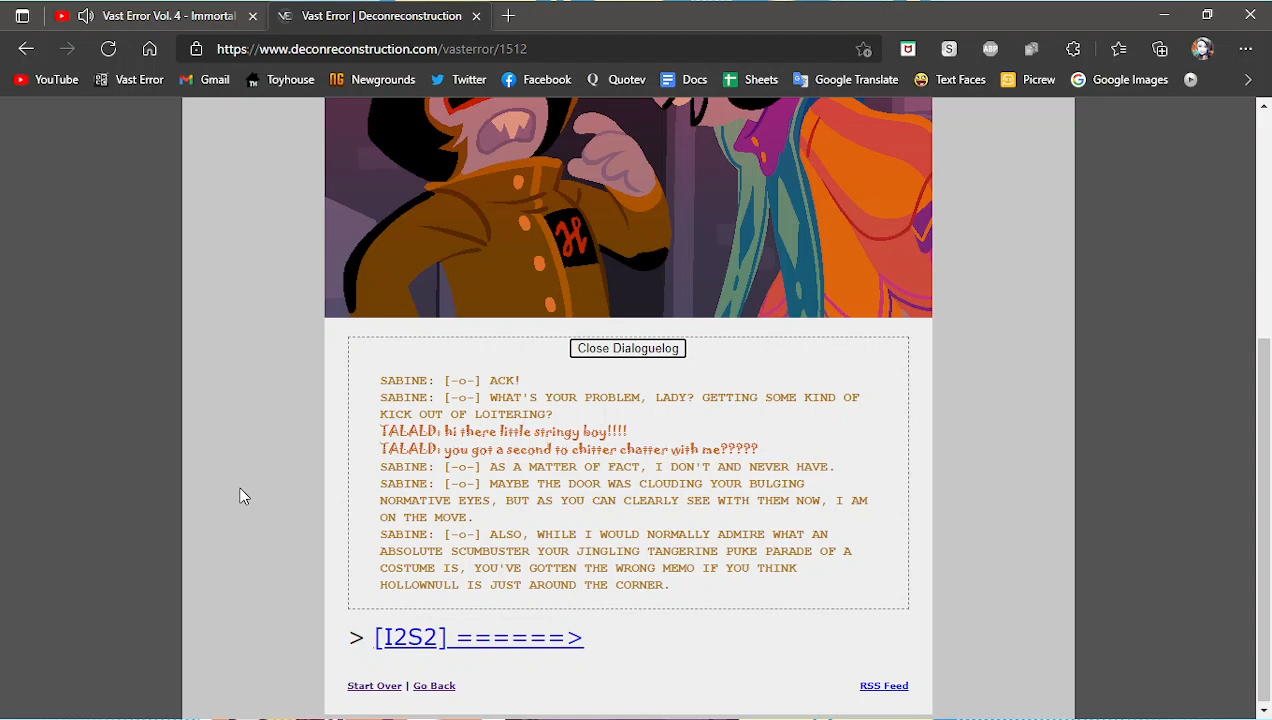 Vast Error Vol. 4 - Immortal
Vast Error | Deconreconstruction
https://www.deconreconstruction.com/vasterror/1512
S
ABP
YouTube
Vast Error
Gmail
Toyhouse
NG Newgrounds
Twitter
Facebook
Q Quotev
Docs
Sheets
Google Translate
Text Faces
Picrew
Google Images
Close Dialoguelog
SABINE: [-o-] ACK!
SABINE: [-o-] WHAT'S YOUR PROBLEM, LADY? GETTING SOME KIND OF
KICK OUT OF LOITERING?
TALALD: hi there little stringy boy!!!!
TALALD: you got a second to chitter chatter with me?????
SABINE: [-o-] AS A MATTER OF FACT, I DON'T AND NEVER HAVE.
SABINE: [-o-] MAYBE THE DOOR WAS CLOUDING YOUR BULGING
NORMATIVE EYES, BUT AS YOU CAN CLEARLY SEE WITH THEM NOW, I AM
ON THE MOVE.
SABINE: [-o-] ALSO, WHILE I WOULD NORMALLY ADMIRE WHAT AN
ABSOLUTE SCUMBUSTER YOUR JINGLING TANGERINE PUKE PARADE OF A
COSTUME IS, YOU'VE GOTTEN THE WRONG MEMO IF YOU THINK
HOLLOWNULL IS JUST AROUND THE CORNER.
> [I2S2] ======>
Start Over | Go Back
RSS Feed